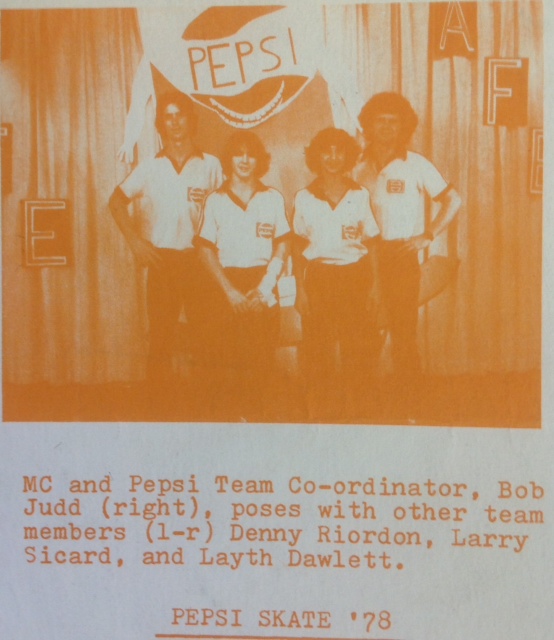 PEPSI
A
F
E
MC and Pepsi Team Co-ordinator, Bob
Judd (right), poses with other team
members (l-r) Denny Riordon, Larry
Sicard, and Layth Dawlett.
PEPSI SKATE '78